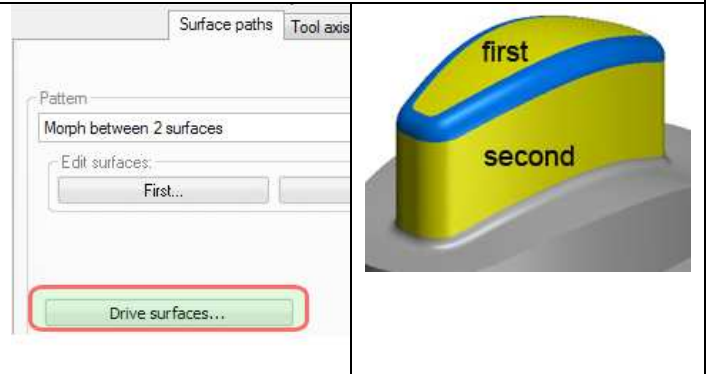 Surface paths
Tool axis
Pattern
Morph between 2 surfaces
Edit surfaces:
First...
Drive surfaces...
first
second